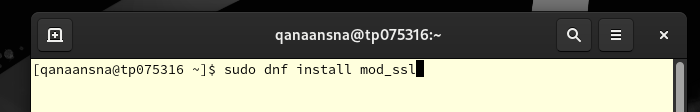 qanaansna@tp075316:~
[qanaansna@tp075316 ~]$ sudo dnf install mod_ssl